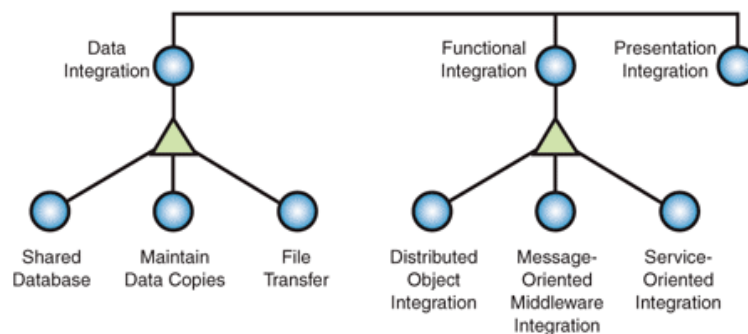 Data
Integration
Functional
Integration
Presentation
Integration
Shared
Database
Maintain
Data Copies
File
Transfer
Distributed
Object
Integration
Message-
Oriented
Middleware
Integration
Service-
Oriented
Integration